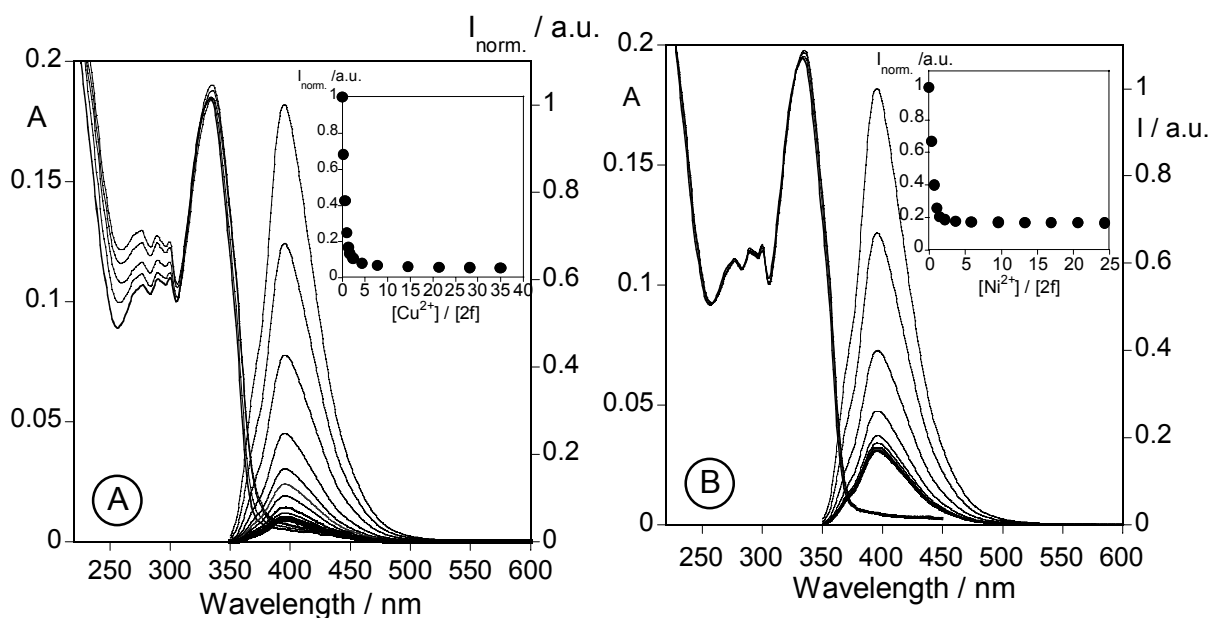 I norm. / a.u.
0.2
A
0.15
0.1
0.05
0
1
0.8
0.6
0.4
0.2
0
I norm. /a.u.
1
0.8
0.6
0.4
0.2
0
0 5 10 15 20 25 30 35 40
[Cu2+] / [2f]
A
250 300 350 400 450 500 550 600
Wavelength / nm
0.2
A
0.15
0.1
0.05
0
1
I / a.u.
0.8
0.6
0.4
0.2
0
I norm. /a.u.
1
0.8
0.6
0.4
0.2
0
0 5 10 15 20 25
[Ni2+] / [2f]
B
250 300 350 400 450 500 550 600
Wavelength / nm